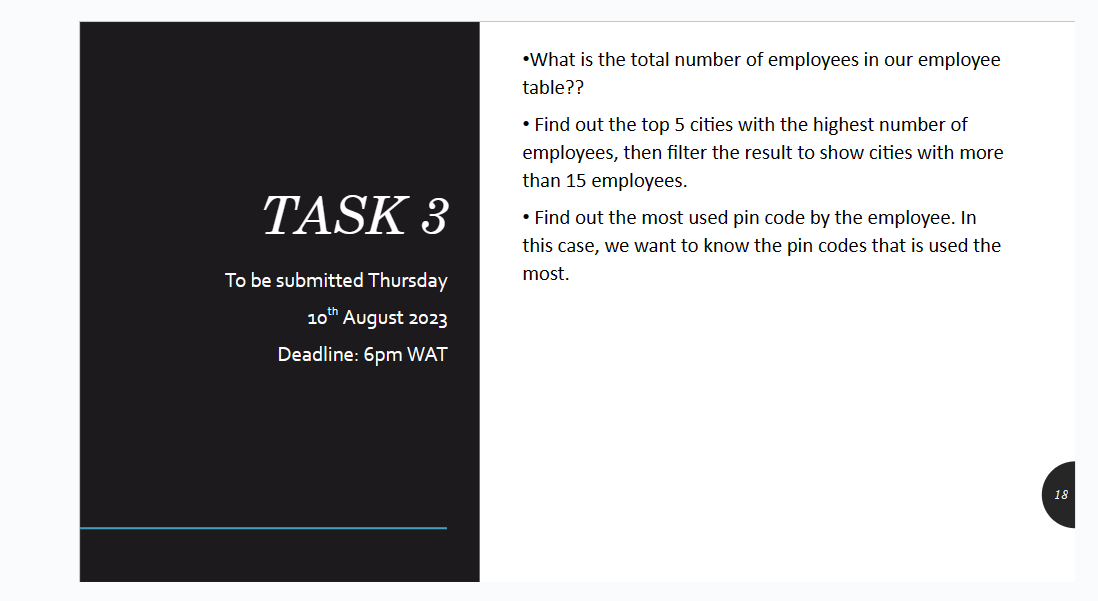 TASK 3
To be submitted Thursday
10th August 2023
Deadline: 6pm WAT
•What is the total number of employees in our employee
table??
• Find out the top 5 cities with the highest number of
employees, then filter the result to show cities with more
than 15 employees.
• Find out the most used pin code by the employee. In
this case, we want to know the pin codes that is used the
most.
18